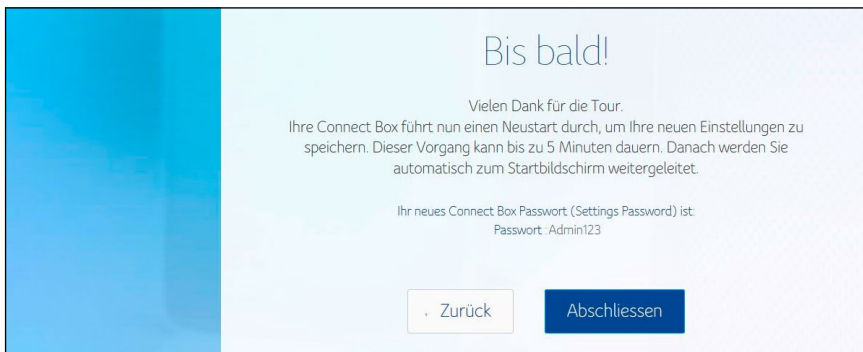 Bis bald!
Vielen Dank für die Tour.
Ihre Connect Box führt nun einen Neustart durch, um Ihre neuen Einstellungen zu
speichern. Dieser Vorgang kann bis zu 5 Minuten dauern. Danach werden Sie
automatisch zum Startbildschirm weitergeleitet.
Ihr neues Connect Box Passwort (Settings Password) ist:
Passwort :Admin123
Zurück
Abschliessen